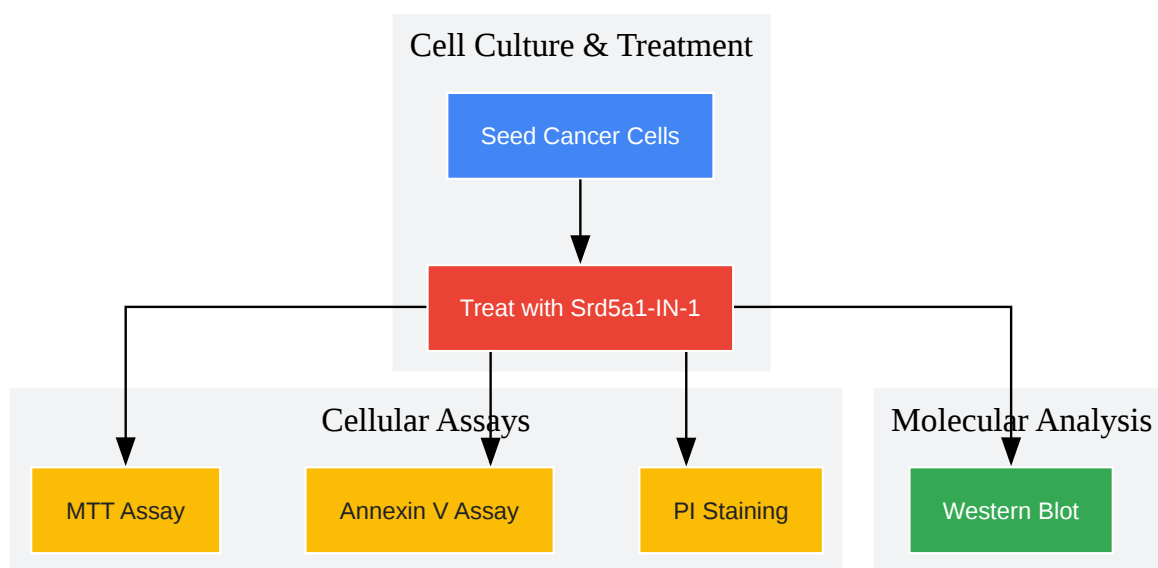 Cell Culture & Treatment
Seed Cancer Cells
Treat with Srd5a1-IN-1
Cellular Assays
Molecular Analysis
MTT Assay
Annexin V Assay
PI Staining
Western Blot